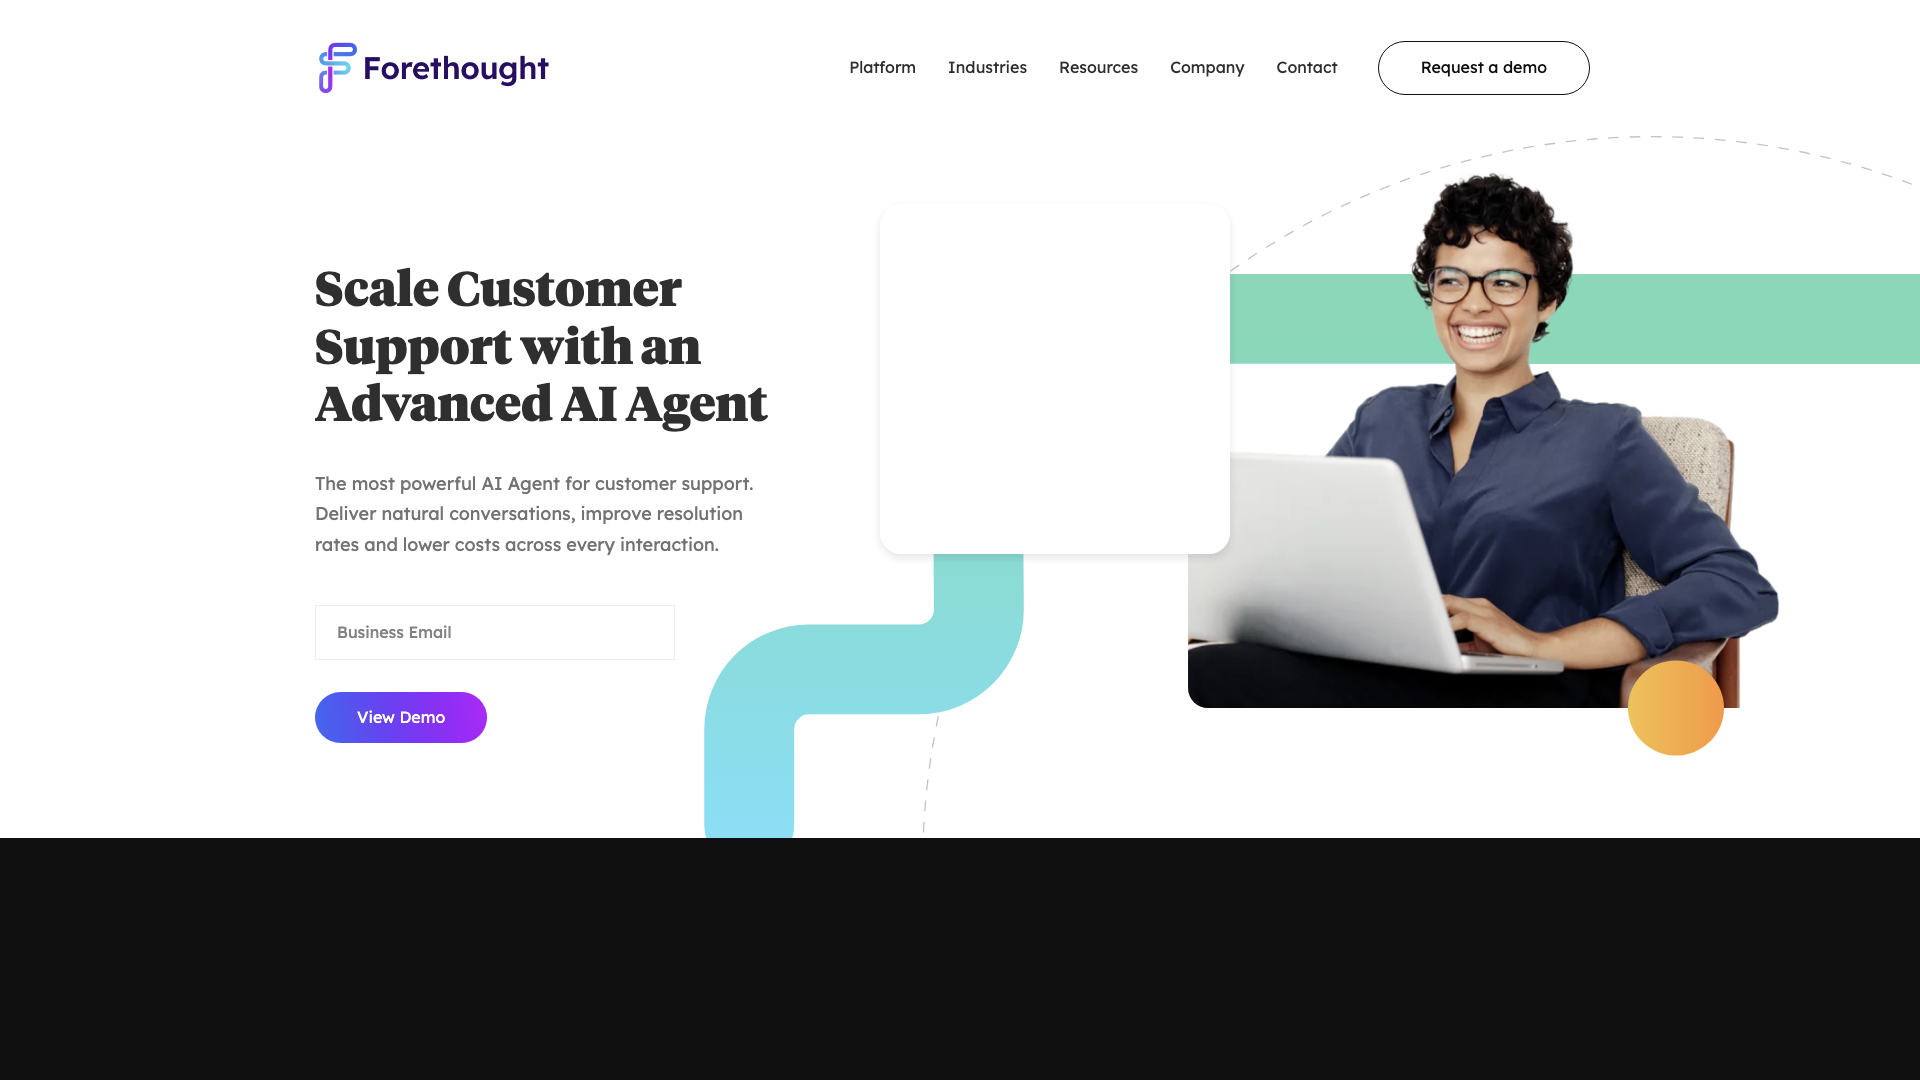 Forethought
Platform
Industries
Resources
Company
Contact
Request a demo
Scale Customer
Support with an
Advanced AI Agent
The most powerful AI Agent for customer support.
Deliver natural conversations, improve resolution
rates and lower costs across every interaction.
Business Email
View Demo